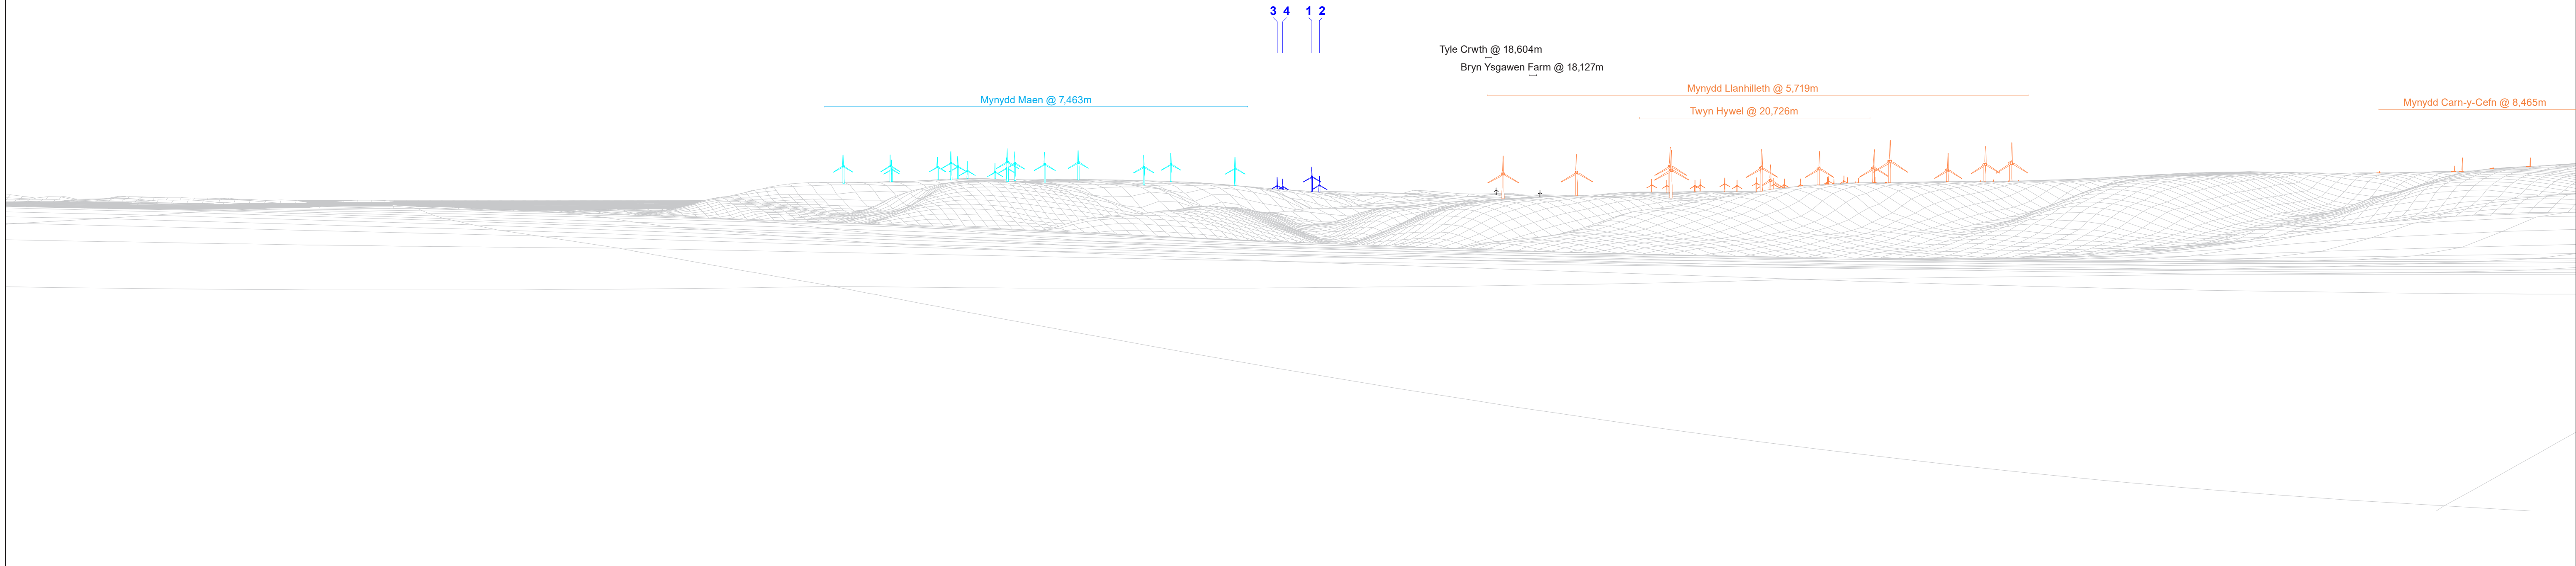 3 4 1 2
Tyle Crwth @ 18,604m
Bryn Ysgawen Farm @ 18,127m
Mynydd Llanhilleth @ 5,719m
Mynydd Maen @ 7,463m
Mynydd Carn-y-Cefn @ 8,465m
Twyn Hywel @ 20,726m